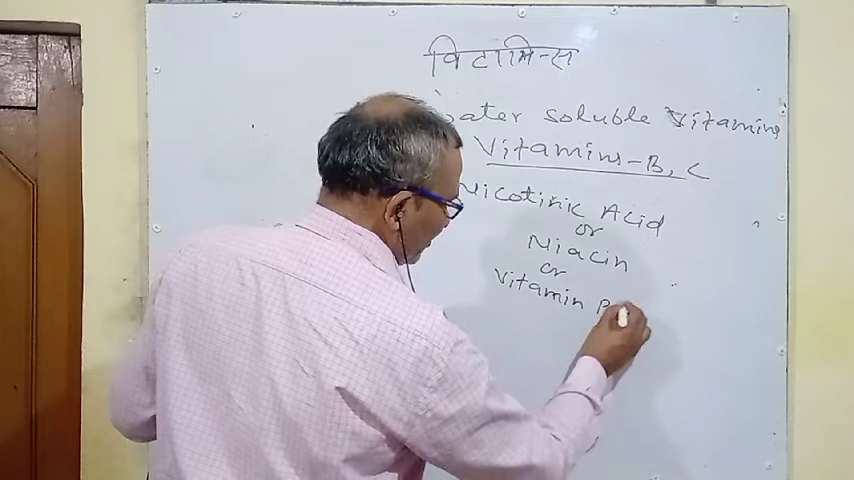 विटामिन्स
Water soluble Vitamins
Vitamins-B, C
Nicotinic Acid
or
Niacin
or
Vitamin B